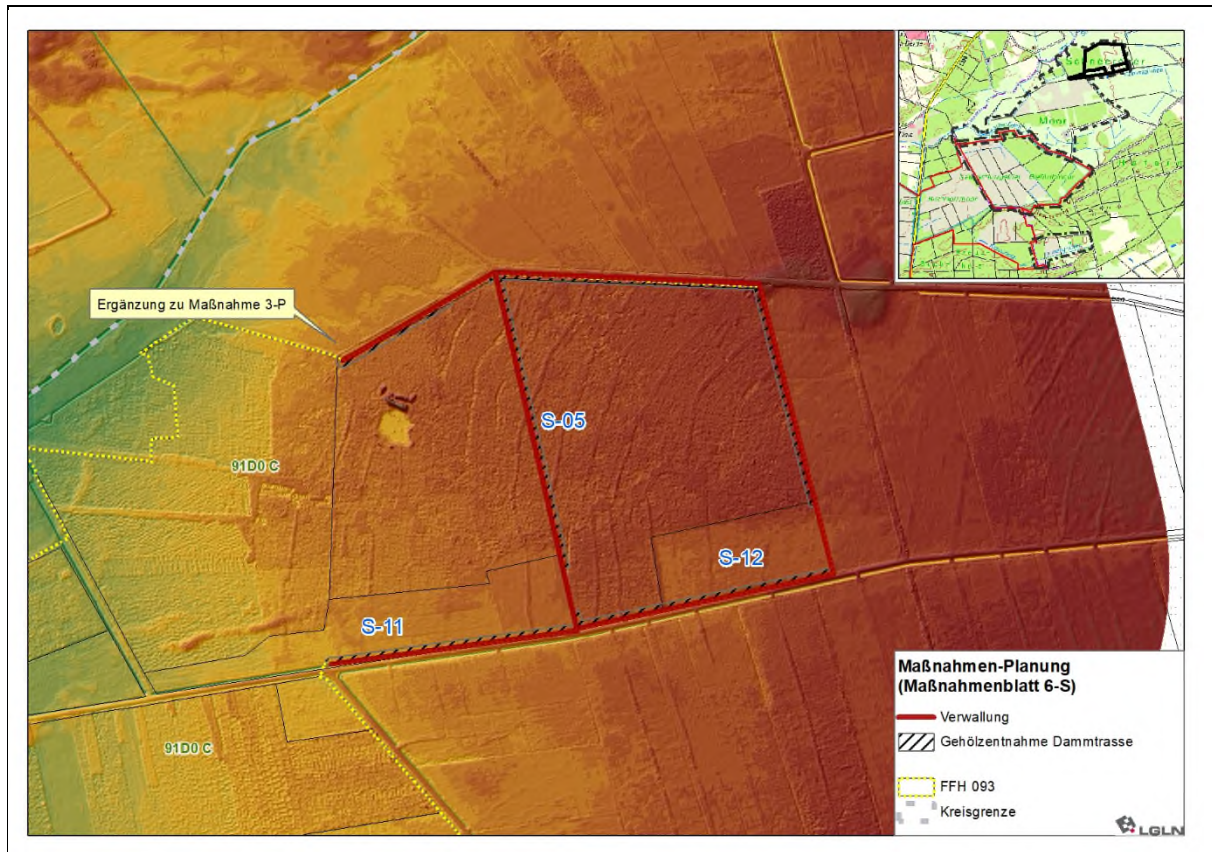 Moor
Ergänzung zu Maßnahme 3-P
S-05
91D0 C
S-12
S-11
91D0 C
Maßnahmen-Planung
(Maßnahmenblatt 6-S)
Verwallung
Gehölzentnahme Dammtrasse
FFH 093
Kreisgrenze
LGLN